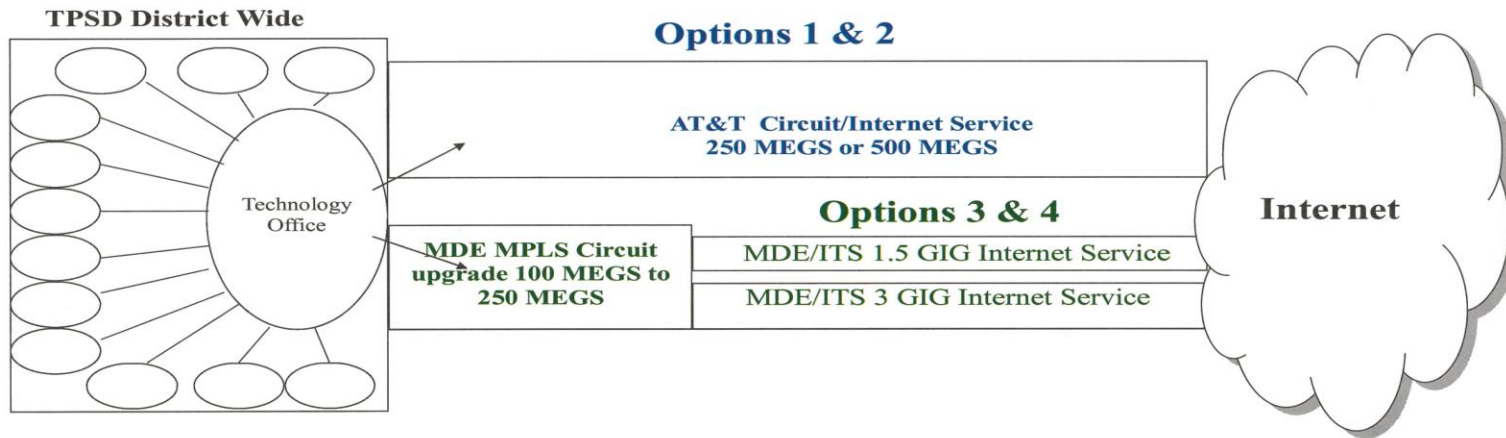 TPSD District Wide
Options 1 & 2
AT&T Circuit/Internet Service
250 MEGS or 500 MEGS
Technology
Office
Options 3 & 4
MDE MPLS Circuit
upgrade 100 MEGS to
250 MEGS
MDE/ITS 1.5 GIG Internet Service
MDE/ITS 3 GIG Internet Service
Internet